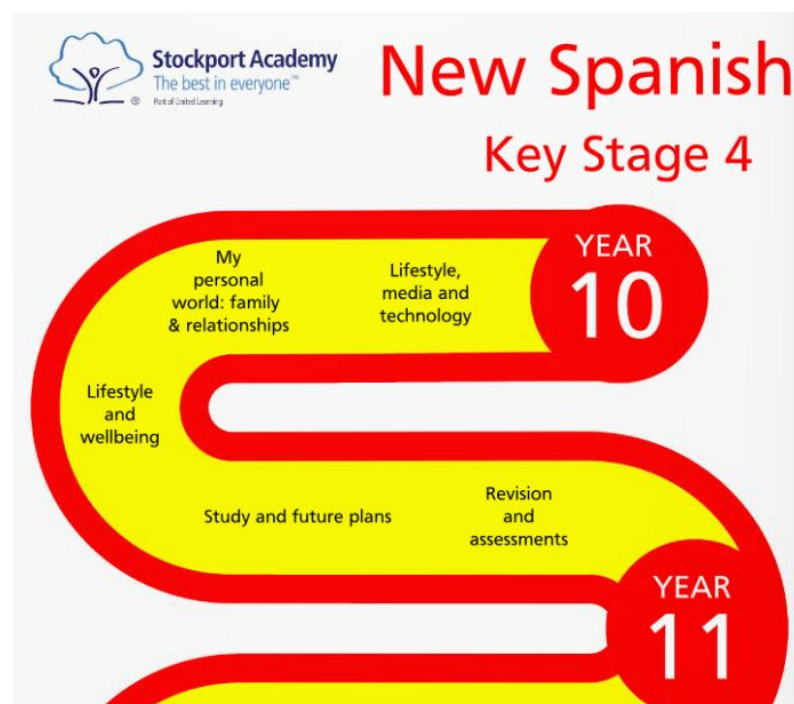 Stockport Academy
The best in everyone™
Part of United Learning
®
New Spanish
Key Stage 4
YEAR
10
Lifestyle,
media and
technology
My
personal
world: family
& relationships
Lifestyle
and
wellbeing
Study and future plans
Revision
and
assessments
YEAR
11